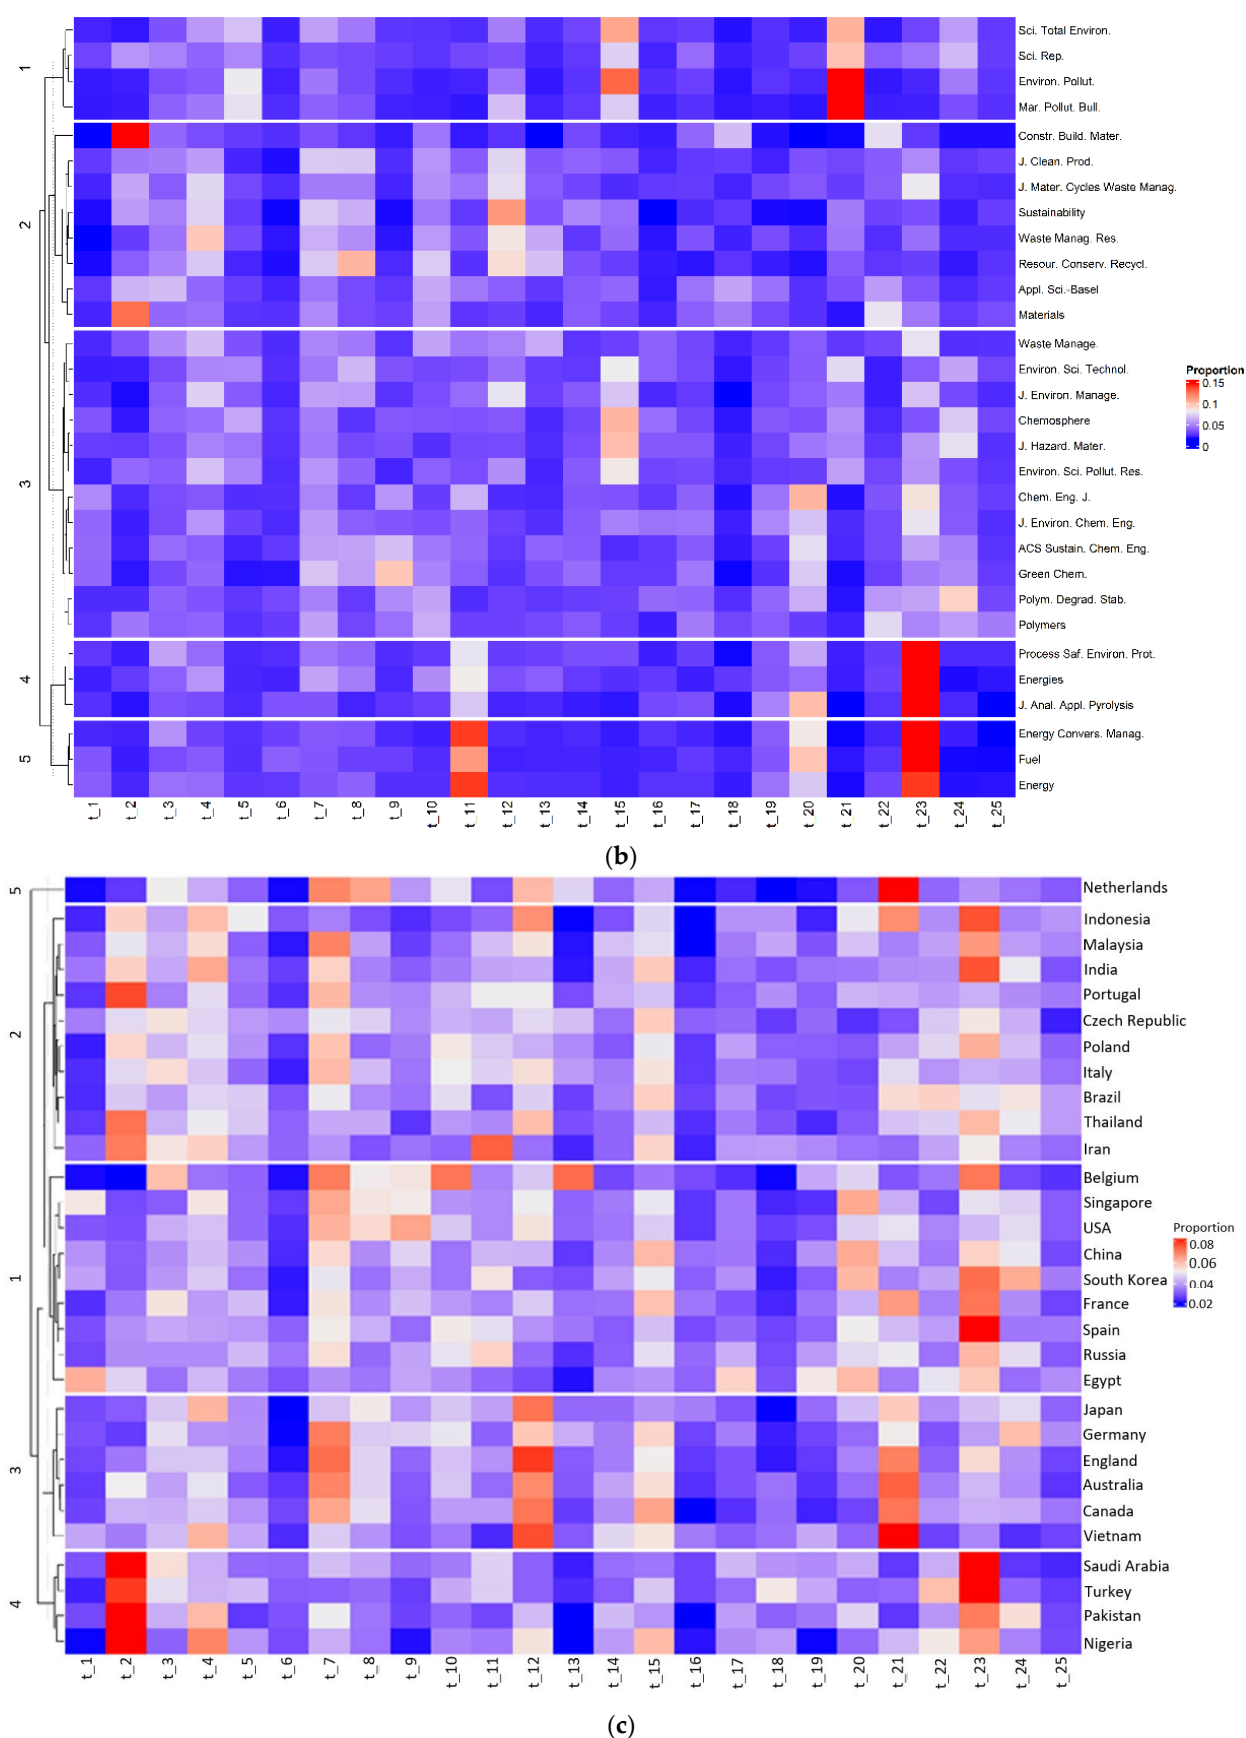 1
Sci. Total Environ.
Sci. Rep.
Environ. Pollut.
Mar. Pollut. Bull.
2
Constr. Build. Mater.
J. Clean. Prod.
J. Mater. Cycles Waste Manag.
Sustainability
Waste Manag. Res.
Resour. Conserv. Recycl.
Appl. Sci.-Basel
Materials
3
Waste Manage.
Environ. Sci. Technol.
J. Environ. Manage.
Chemosphere
J. Hazard. Mater.
Environ. Sci. Pollut. Res.
Chem. Eng. J.
J. Environ. Chem. Eng.
ACS Sustain. Chem. Eng.
Green Chem.
Polym. Degrad. Stab.
Polymers
4
Process Saf. Environ. Prot.
Energies
J. Anal. Appl. Pyrolysis
5
Energy Convers. Manag.
Fuel
Energy
Proportion
0.15
0.1
0.05
0
t_1 t_2 t_3 t_4 t_5 t_6 t_7 t_8 t_9 t_10 t_11 t_12 t_13 t_14 t_15 t_16 t_17 t_18 t_19 t_20 t_21 t_22 t_23 t_24 t_25
(b)
5
Netherlands
2
Indonesia
Malaysia
India
Portugal
Czech Republic
Poland
Italy
Brazil
Thailand
Iran
1
Belgium
Singapore
USA
China
South Korea
France
Spain
Russia
Egypt
3
Japan
Germany
England
Australia
Canada
Vietnam
4
Saudi Arabia
Turkey
Pakistan
Nigeria
Proportion
0.08
0.06
0.04
0.02
t_1 t_2 t_3 t_4 t_5 t_6 t_7 t_8 t_9 t_10 t_11 t_12 t_13 t_14 t_15 t_16 t_17 t_18 t_19 t_20 t_21 t_22 t_23 t_24 t_25
(c)